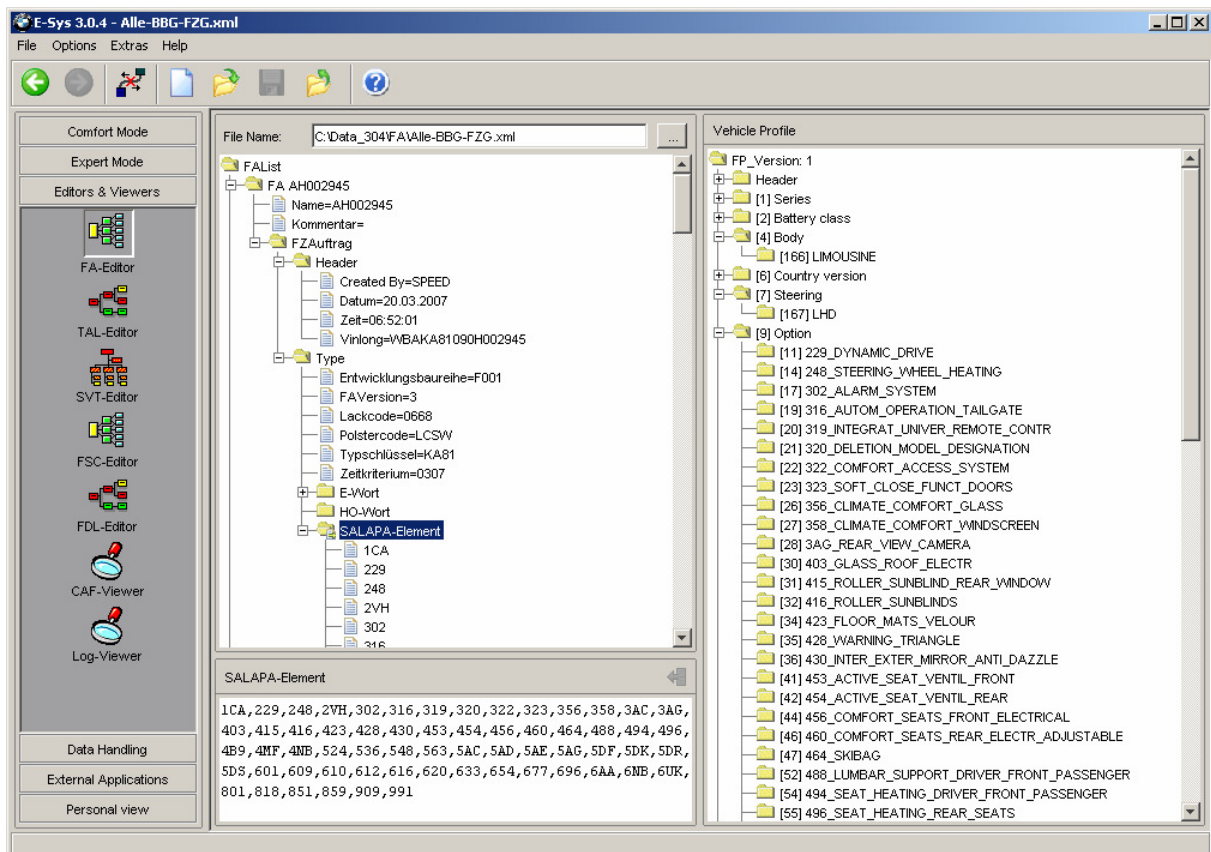 E-Sys 3.0.4 - Alle-BBG-FZG.xml
File Options Extras Help
Comfort Mode
Expert Mode
Editors & Viewers
FA-Editor
TAL-Editor
SVT-Editor
FSC-Editor
FDL-Editor
CAF-Viewer
Log-Viewer
Data Handling
External Applications
Personal view
File Name: C:\Data_304\FA\Alle-BBG-FZG.xml ...
FAList
FA AH002945
Name=AH002945
Kommentar=
FZAuftrag
Header
Created By=SPEED
Datum=20.03.2007
Zeit=06:52:01
Vinlong=WBAKA81090H002945
Type
Entwicklungsbaureihe=F001
FAVersion=3
Lackcode=0668
Polstercode=LCSW
Typschlüssel=KA81
Zeitkriterium=0307
E-Wort
HO-Wort
SALAPA-Element
1CA
229
248
2VH
302
316
SALAPA-Element
1CA,229,248,2VH,302,316,319,320,322,323,356,358,3AC,3AG,
403,415,416,423,428,430,453,454,456,460,464,488,494,496,
4B9,4MF,4NB,524,536,548,563,5AC,5AD,5AE,5AG,5DF,5DK,5DR,
5DS,601,609,610,612,616,620,633,654,677,696,6AA,6NB,6UK,
801,818,851,859,909,991
Vehicle Profile
FP_Version: 1
Header
[1] Series
[2] Battery class
[4] Body
[166] LIMOUSINE
[6] Country version
[7] Steering
[167] LHD
[9] Option
[11] 229_DYNAMIC_DRIVE
[14] 248_STEERING_WHEEL_HEATING
[17] 302_ALARM_SYSTEM
[19] 316_AUTOM_OPERATION_TAILGATE
[20] 319_INTEGRAT_UNIVER_REMOTE_CONTR
[21] 320_DELETION_MODEL_DESIGNATION
[22] 322_COMFORT_ACCESS_SYSTEM
[23] 323_SOFT_CLOSE_FUNCT_DOORS
[26] 356_CLIMATE_COMFORT_GLASS
[27] 358_CLIMATE_COMFORT_WINDSCREEN
[28] 3AG_REAR_VIEW_CAMERA
[30] 403_GLASS_ROOF_ELECTR
[31] 415_ROLLER_SUNBLIND_REAR_WINDOW
[32] 416_ROLLER_SUNBLINDS
[34] 423_FLOOR_MATS_VELOUR
[35] 428_WARNING_TRIANGLE
[36] 430_INTER_EXTER_MIRROR_ANTI_DAZZLE
[41] 453_ACTIVE_SEAT_VENTIL_FRONT
[42] 454_ACTIVE_SEAT_VENTIL_REAR
[44] 456_COMFORT_SEATS_FRONT_ELECTRICAL
[46] 460_COMFORT_SEATS_REAR_ELECTR_ADJUSTABLE
[47] 464_SKIBAG
[52] 488_LUMBAR_SUPPORT_DRIVER_FRONT_PASSENGER
[54] 494_SEAT_HEATING_DRIVER_FRONT_PASSENGER
[55] 496_SEAT_HEATING_REAR_SEATS